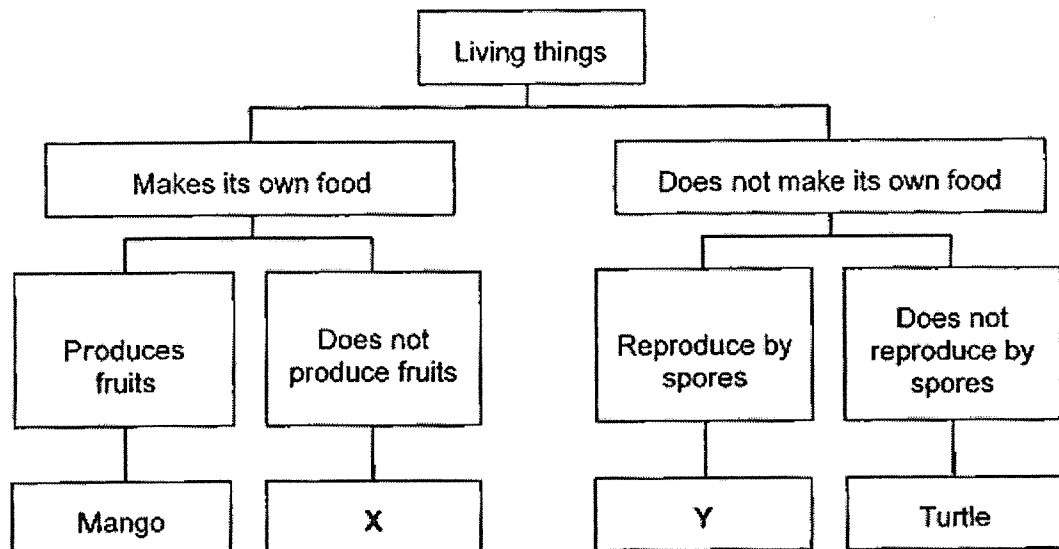 Living things
Makes its own food
Does not make its own food
Produces
fruits
Does not
produce fruits
Reproduce by
spores
Does not
reproduce by
spores
Mango
X
Y
Turtle